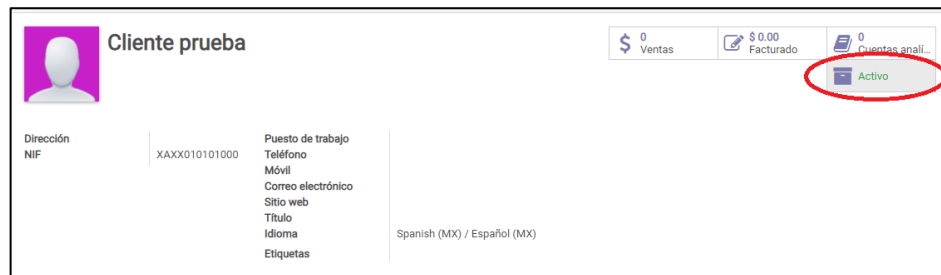 Cliente prueba
0
Ventas
$ 0.00
Facturado
0
Cuentas analí...
Activo
Dirección
NIF XAXX010101000
Puesto de trabajo
Teléfono
Móvil
Correo electrónico
Sitio web
Título
Idioma Spanish (MX) / Español (MX)
Etiquetas